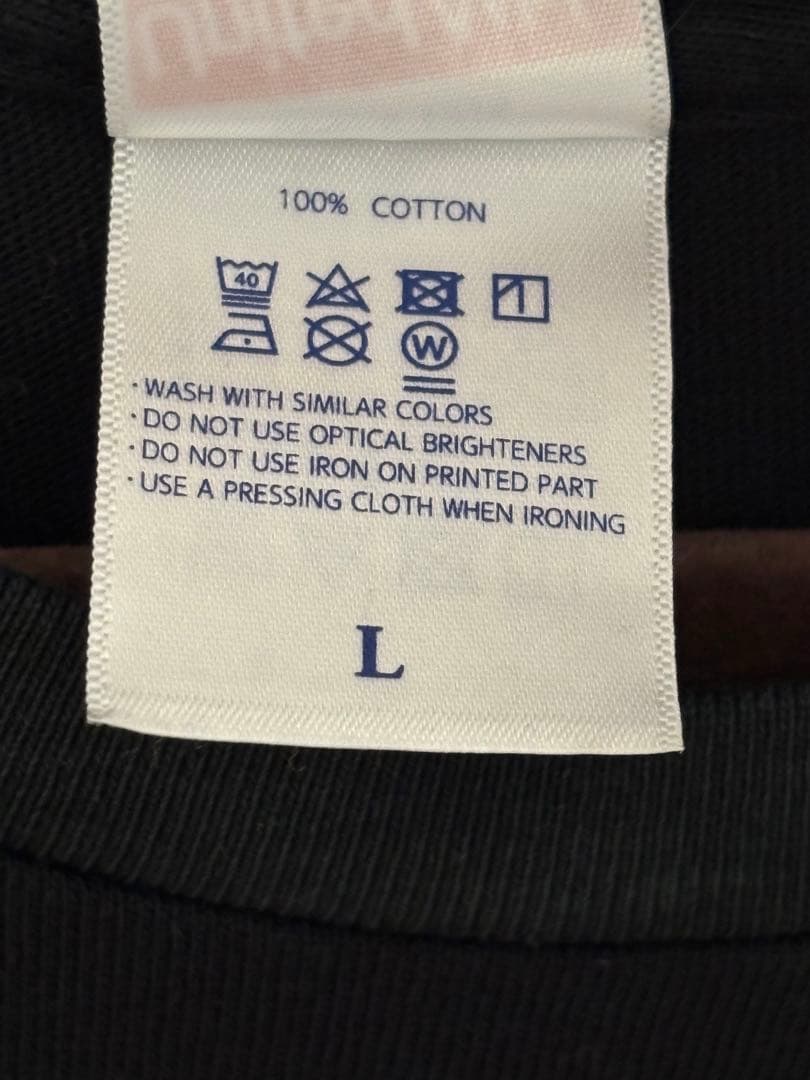 100% COTTON
40
W
·WASH WITH SIMILAR COLORS
·DO NOT USE OPTICAL BRIGHTENERS
·DO NOT USE IRON ON PRINTED PART
·USE A PRESSING CLOTH WHEN IRONING
L